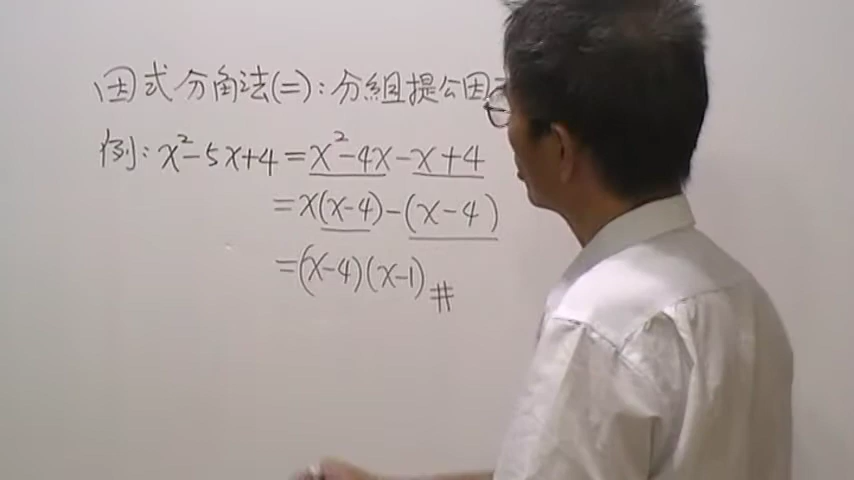 因式分解法(二):分組提公因
例:x²-5x+4=x²-4x-x+4
=x(x-4)-(x-4)
=(x-4)(x-1)#